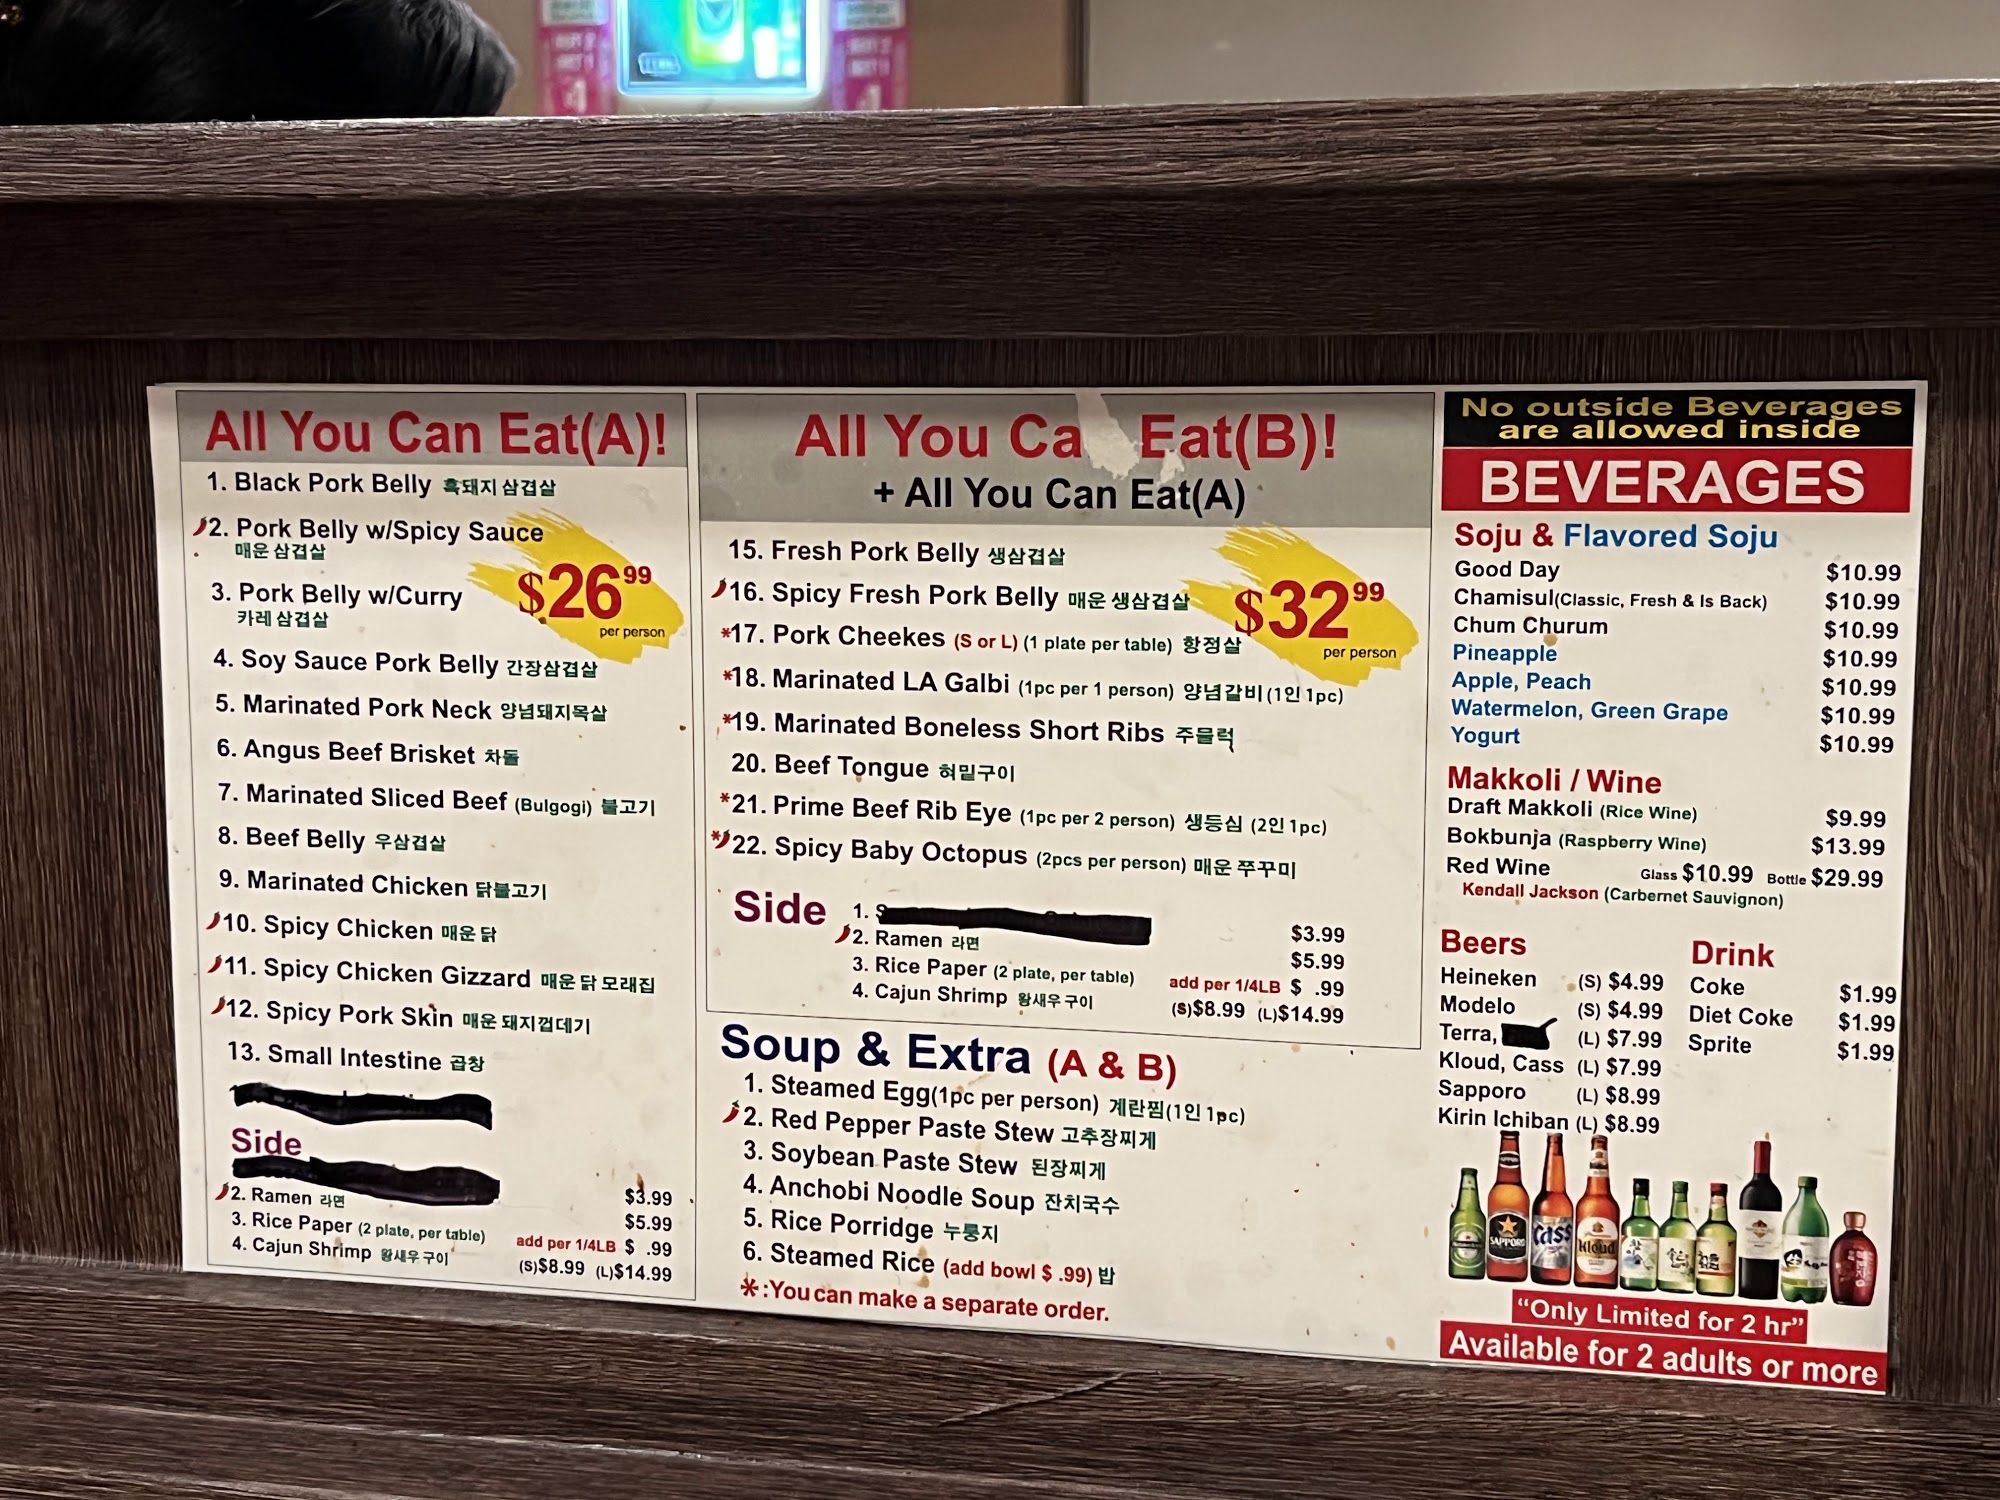 All You Can Eat(A)!
1. Black Pork Belly 흑돼지 삼겹살
2. Pork Belly w/Spicy Sauce
매운 삼겹살
3. Pork Belly w/Curry
카레 삼겹살
$26.99
per person
4. Soy Sauce Pork Belly 간장삼겹살
5. Marinated Pork Neck 양념돼지목살
6. Angus Beef Brisket 차돌
7. Marinated Sliced Beef (Bulgogi) 불고기
8. Beef Belly 우삼겹살
9. Marinated Chicken 닭불고기
10. Spicy Chicken 매운 닭
11. Spicy Chicken Gizzard 매운 닭 모래집
12. Spicy Pork Skin 매운 돼지껍데기
13. Small Intestine 곱창
Side
$3.99
2. Ramen 라면 $5.99
3. Rice Paper (2 plate, per table) add per 1/4LB $ .99
4. Cajun Shrimp 왕새우 구이 (S)$8.99 (L)$14.99
All You Ca Eat(B)!
+ All You Can Eat(A)
15. Fresh Pork Belly 생삼겹살
16. Spicy Fresh Pork Belly 매운 생삼겹살
$32.99
per person
*17. Pork Cheekes (S or L) (1 plate per table) 항정살
*18. Marinated LA Galbi (1pc per 1 person) 양념갈비 (1인 1pc)
*19. Marinated Boneless Short Ribs 주물럭
20. Beef Tongue 혀밑구이
*21. Prime Beef Rib Eye (1pc per 2 person) 생등심 (2인 1pc)
*22. Spicy Baby Octopus (2pcs per person) 매운 쭈꾸미
Side
1. $3.99
2. Ramen 라면 $5.99
3. Rice Paper (2 plate, per table) add per 1/4LB $ .99
4. Cajun Shrimp 왕새우 구이 (S)$8.99 (L)$14.99
Soup & Extra (A & B)
1. Steamed Egg(1pc per person) 계란찜(1인 1pc)
2. Red Pepper Paste Stew 고추장찌게
3. Soybean Paste Stew 된장찌게
4. Anchobi Noodle Soup 잔치국수
5. Rice Porridge 누룽지
6. Steamed Rice (add bowl $ .99) 밥
*:You can make a separate order.
No outside Beverages
are allowed inside
BEVERAGES
Soju & Flavored Soju
Good Day $10.99
Chamisul(Classic, Fresh & Is Back) $10.99
Chum Churum $10.99
Pineapple $10.99
Apple, Peach $10.99
Watermelon, Green Grape $10.99
Yogurt $10.99
Makkoli / Wine
Draft Makkoli (Rice Wine) $9.99
Bokbunja (Raspberry Wine) $13.99
Red Wine Glass $10.99 Bottle $29.99
Kendall Jackson (Carbernet Sauvignon)
Beers
Heineken (S) $4.99
Modelo (S) $4.99
Terra, (L) $7.99
Kloud, Cass (L) $7.99
Sapporo (L) $8.99
Kirin Ichiban (L) $8.99
Drink
Coke $1.99
Diet Coke $1.99
Sprite $1.99
SAPPORO
Cass
Kloud
"Only Limited for 2 hr"
Available for 2 adults or more